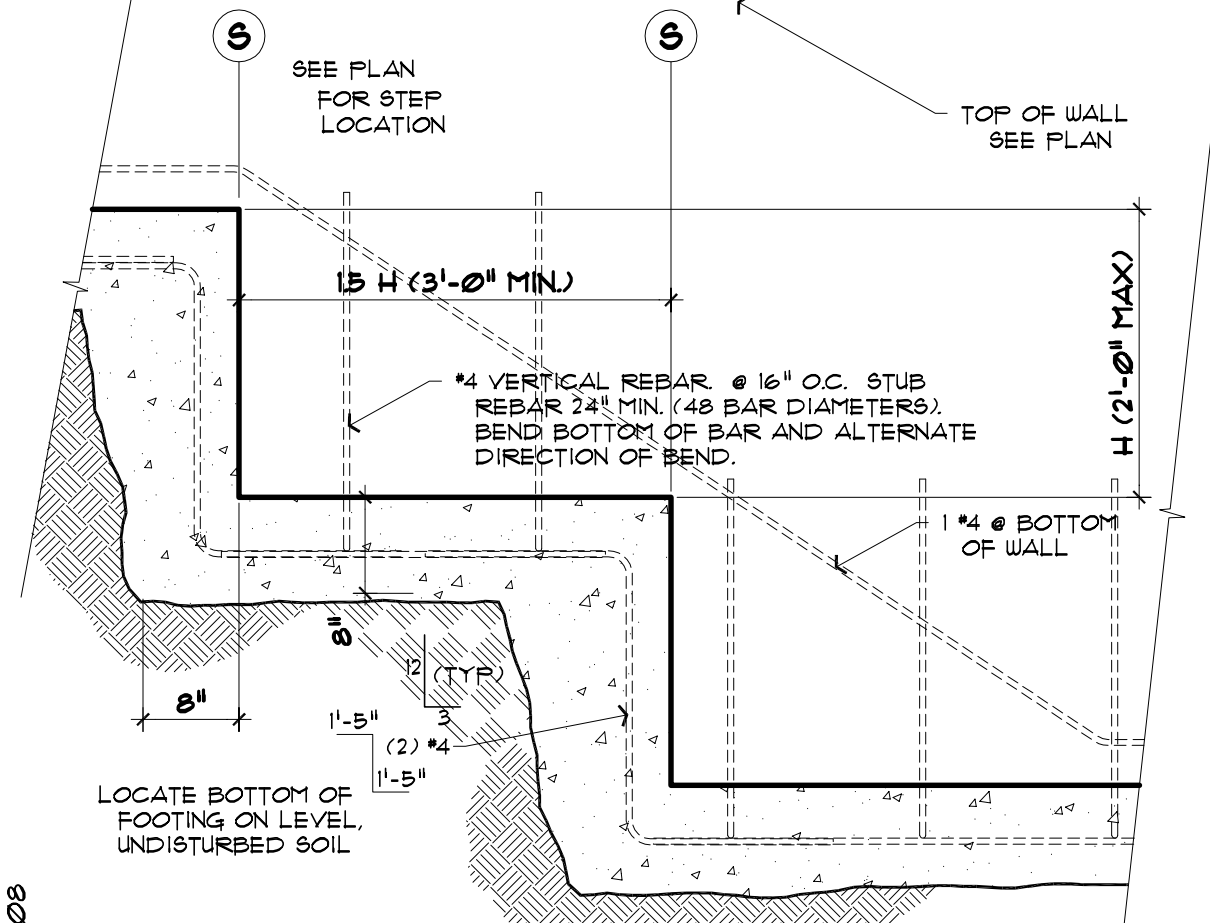 S
S
SEE PLAN
FOR STEP
LOCATION
TOP OF WALL
SEE PLAN
1.5 H (3'-0" MIN.)
H (2'-0" MAX)
#4 VERTICAL REBAR. @ 16" O.C. STUB
REBAR 24" MIN. (48 BAR DIAMETERS).
BEND BOTTOM OF BAR AND ALTERNATE
DIRECTION OF BEND.
1 #4 @ BOTTOM
OF WALL
8"
12 (TYP)
3
8"
1'-5"
(2) #4
1'-5"
LOCATE BOTTOM OF
FOOTING ON LEVEL,
UNDISTURBED SOIL
08